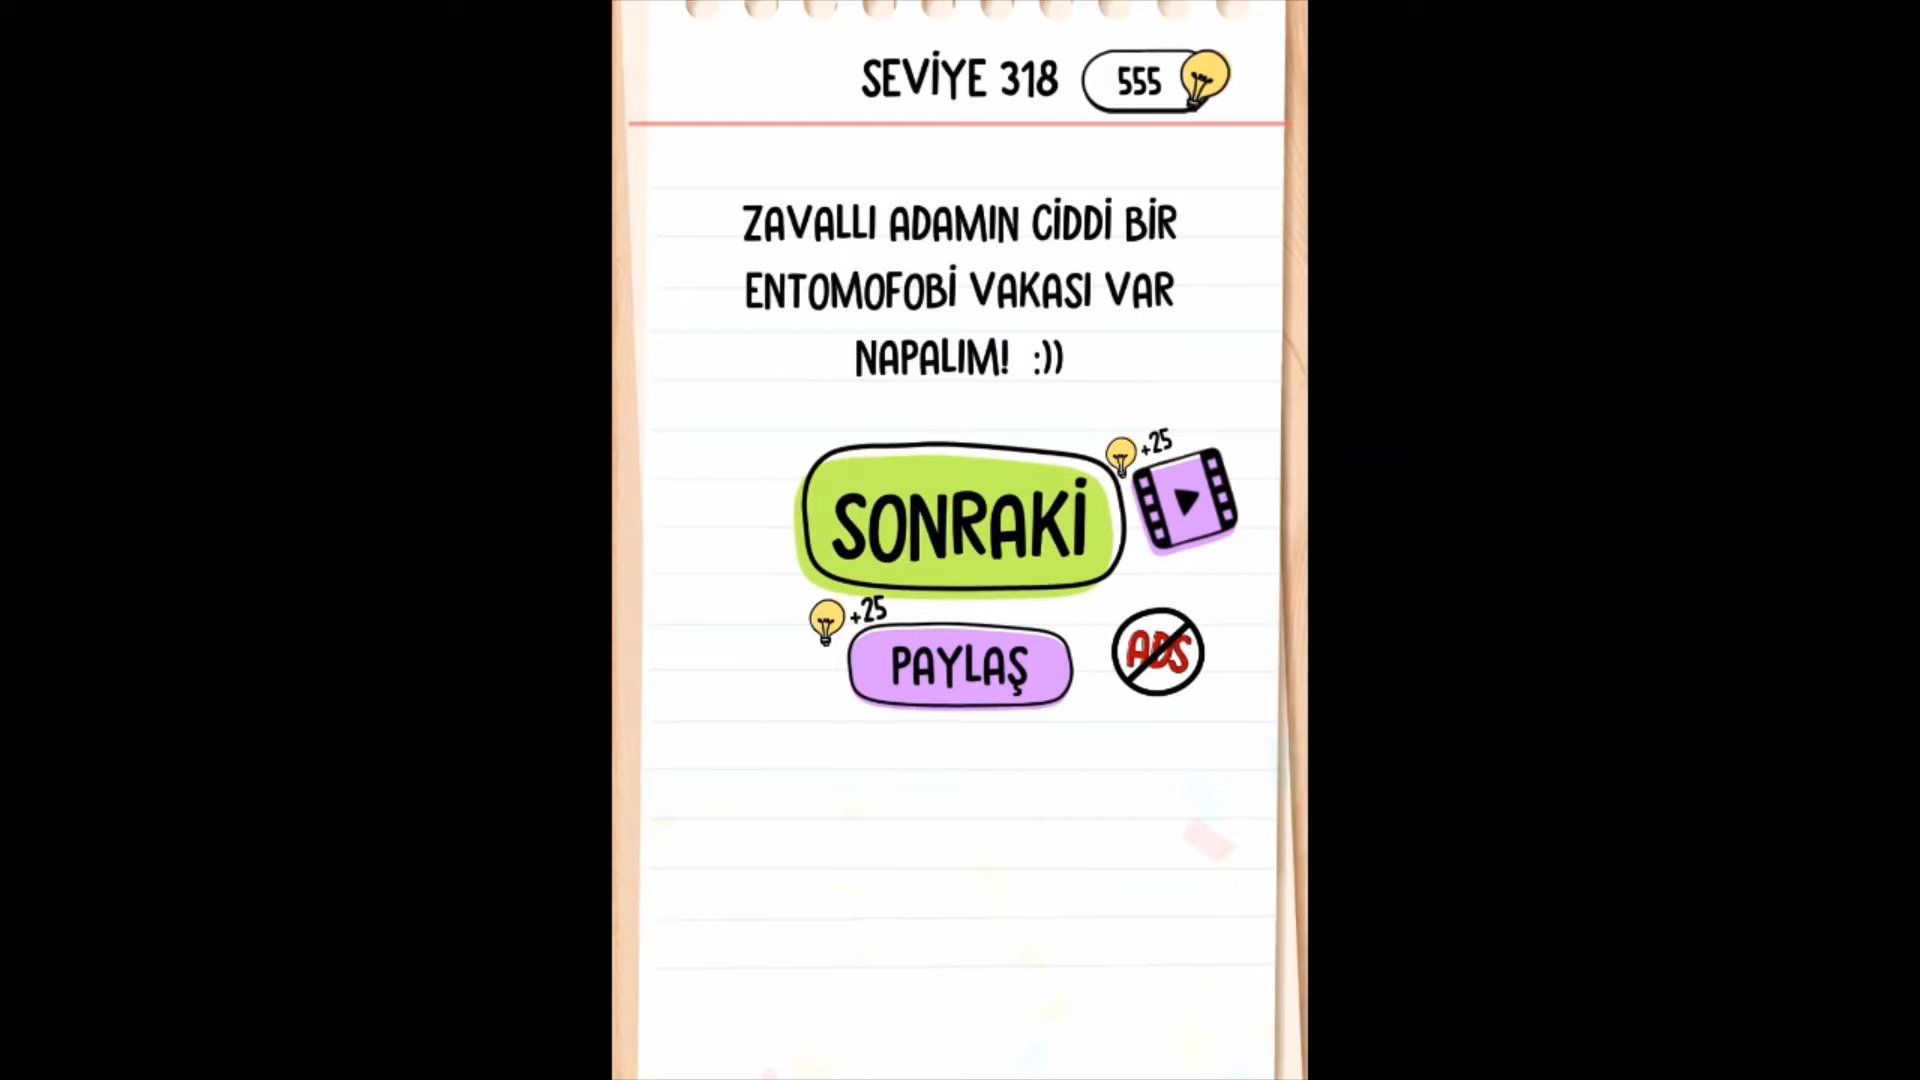 SEVİYE 318
555
ZAVALLI ADAMIN CİDDİ BİR
ENTOMOFOBİ VAKASI VAR
NAPALIM! :))
+25
SONRAKİ
+25
PAYLAŞ
ADS